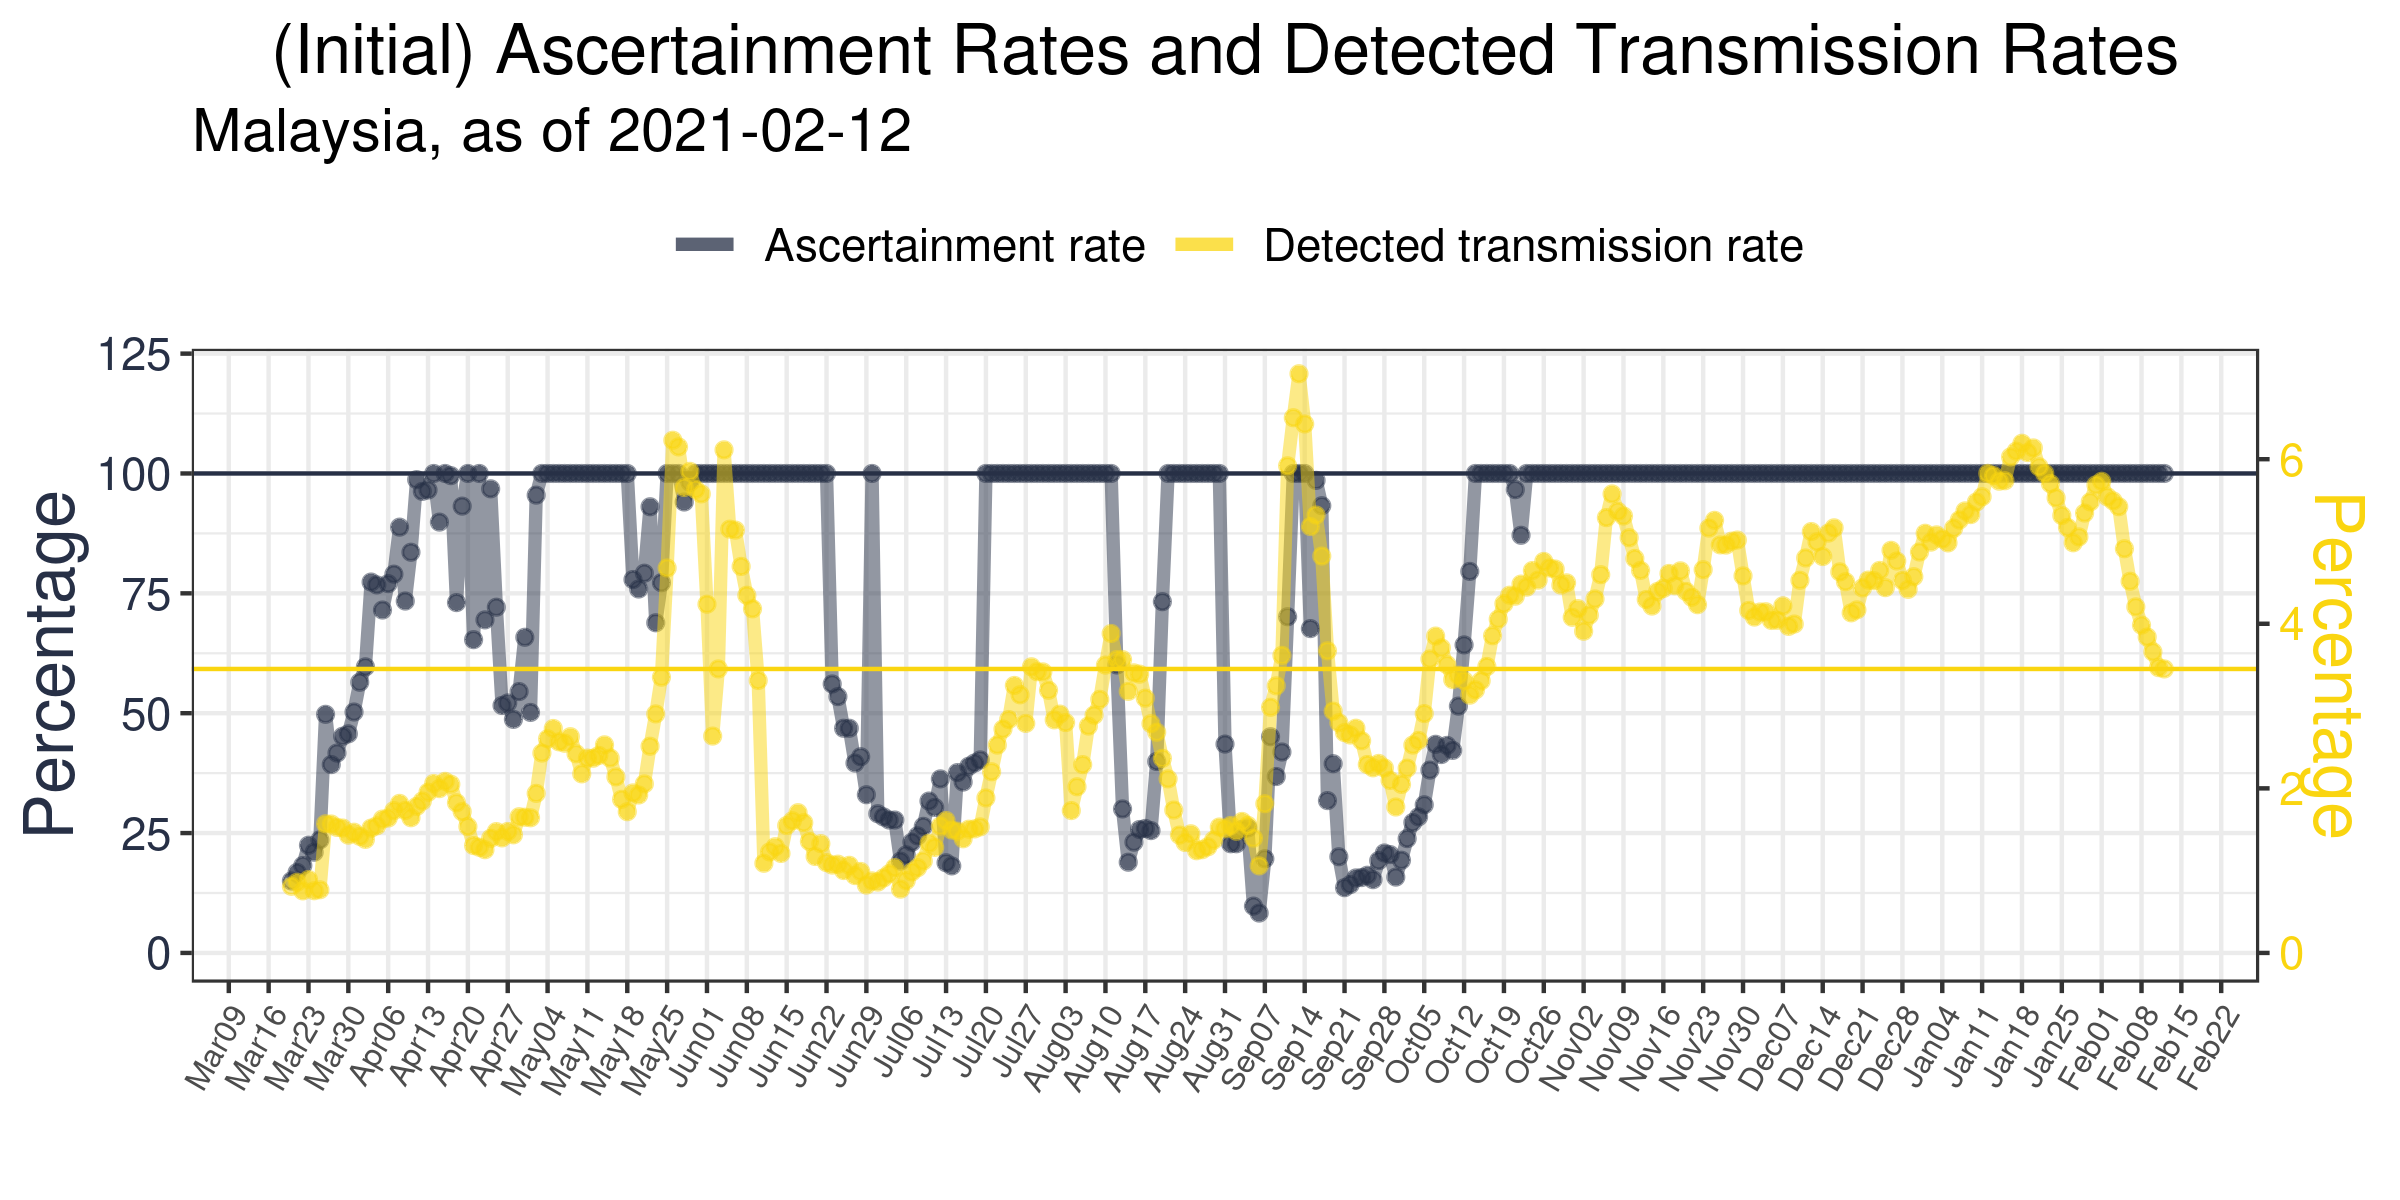 (Initial) Ascertainment Rates and Detected Transmission Rates
Malaysia, as of 2021-02-12
Ascertainment rate
Detected transmission rate
Percentage
125
100
75
50
25
0
6
4
2
0
Percentage
Mar09
Mar16
Mar23
Mar30
Apr06
Apr13
Apr20
Apr27
May04
May11
May18
May25
Jun01
Jun08
Jun15
Jun22
Jun29
Jul06
Jul13
Jul20
Jul27
Aug03
Aug10
Aug17
Aug24
Aug31
Sep07
Sep14
Sep21
Sep28
Oct05
Oct12
Oct19
Oct26
Nov02
Nov09
Nov16
Nov23
Nov30
Dec07
Dec14
Dec21
Dec28
Jan04
Jan11
Jan18
Jan25
Feb01
Feb08
Feb15
Feb22